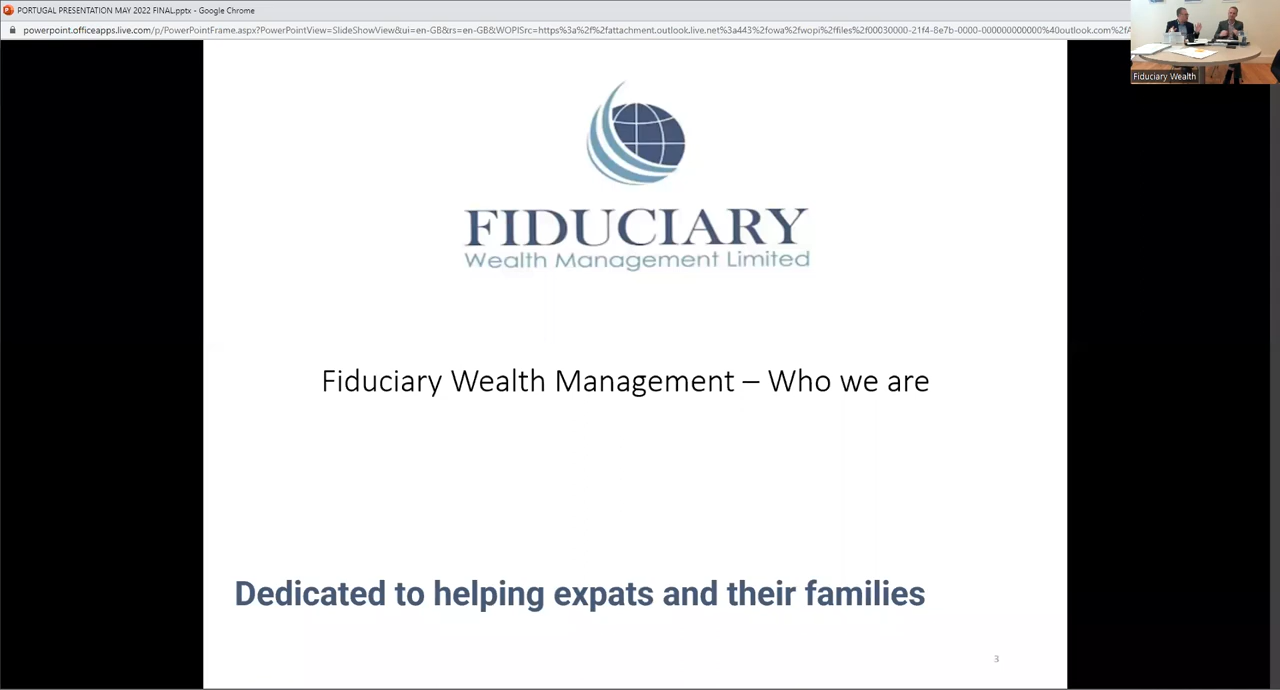 PORTUGAL PRESENTATION MAY 2022 FINAL.pptx - Google Chrome
powerpoint.officeapps.live.com/p/PowerPointFrame.aspx?PowerPointView=SlideShowView&ui=en-GB&rs=en-GB&WOPISrc=https%3a%2f%2fattachment.outlook.live.net%3a443%2fowa%2fwopi%2ffiles%2f00030000-21f4-8e7b-0000-000000000000%40outlook.com%2fA
Fiduciary Wealth
FIDUCIARY
Wealth Management Limited
Fiduciary Wealth Management – Who we are
Dedicated to helping expats and their families
3